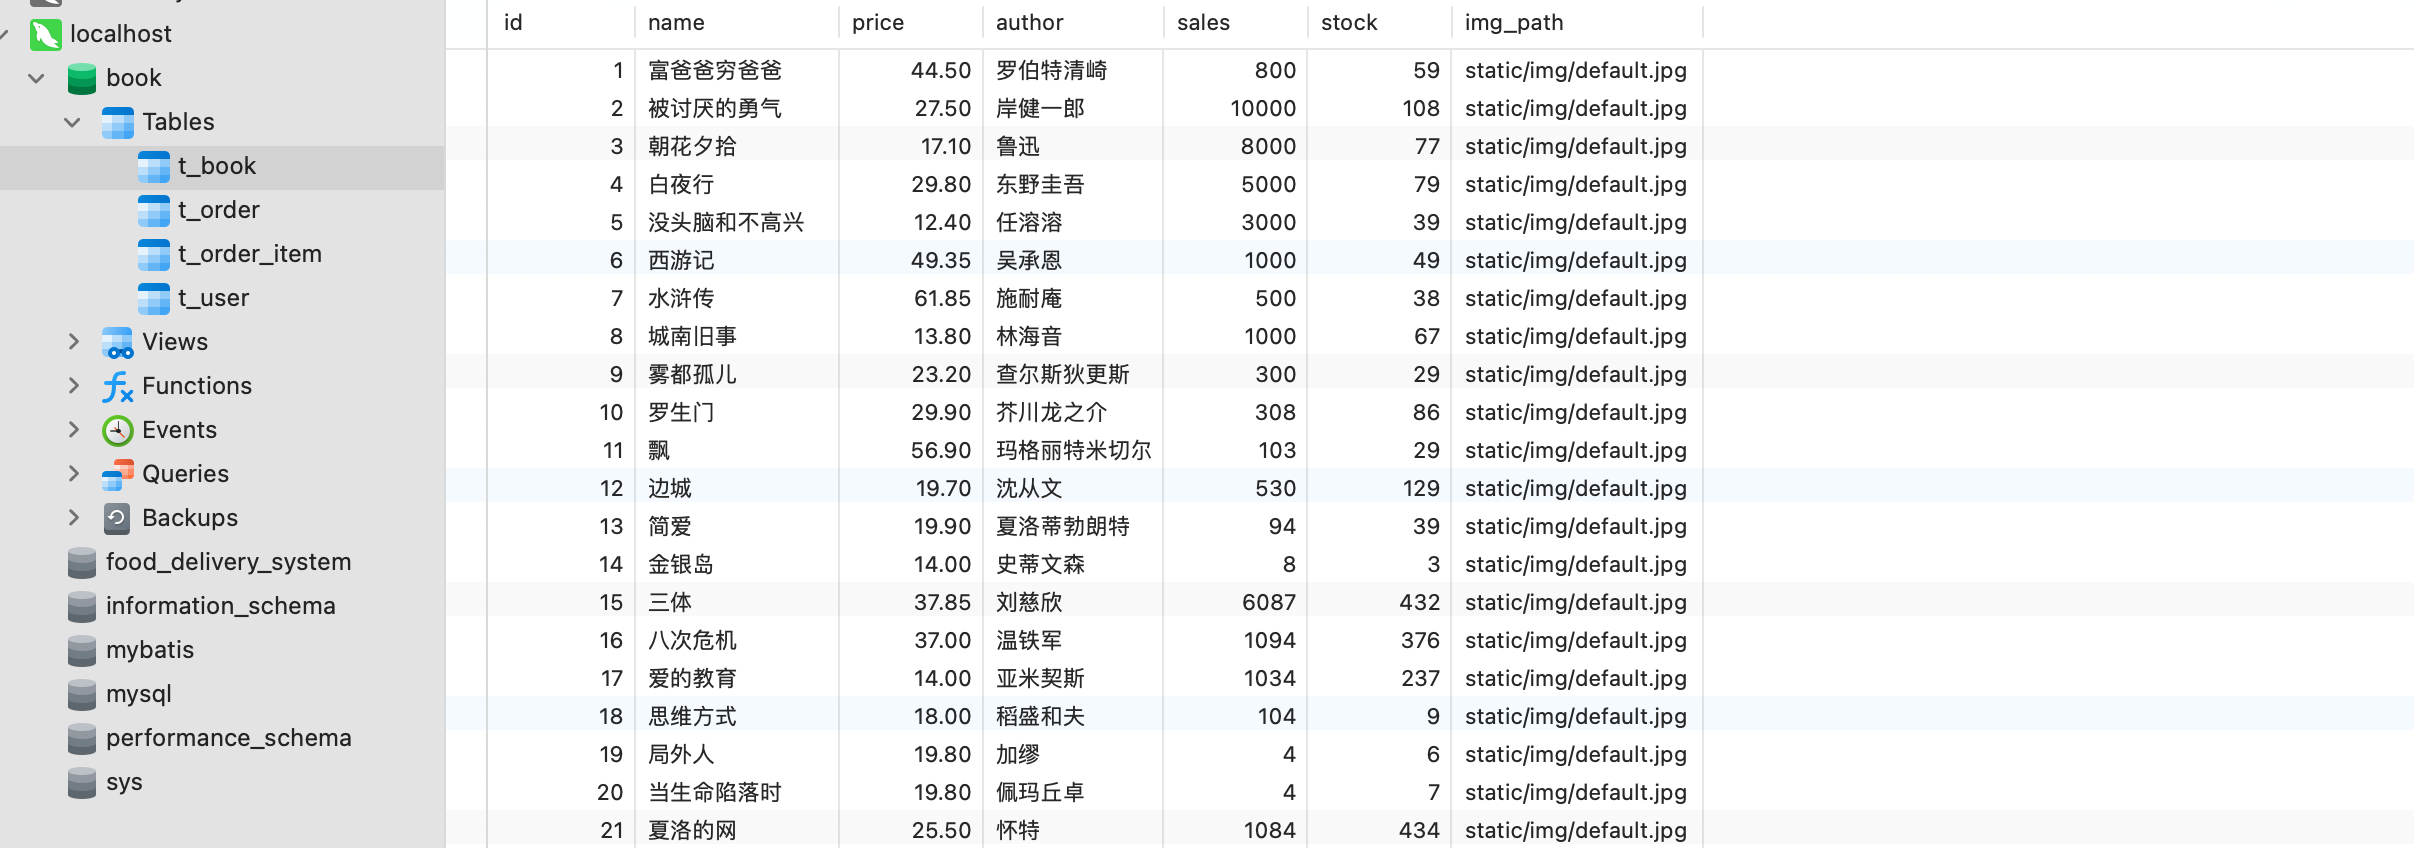 localhost
book
Tables
t_book
t_order
t_order_item
t_user
Views
Functions
Events
Queries
Backups
food_delivery_system
information_schema
mybatis
mysql
performance_schema
sys
id name price author sales stock img_path
1 富爸爸穷爸爸 44.50 罗伯特清崎 800 59 static/img/default.jpg
2 被讨厌的勇气 27.50 岸健一郎 10000 108 static/img/default.jpg
3 朝花夕拾 17.10 鲁迅 8000 77 static/img/default.jpg
4 白夜行 29.80 东野圭吾 5000 79 static/img/default.jpg
5 没头脑和不高兴 12.40 任溶溶 3000 39 static/img/default.jpg
6 西游记 49.35 吴承恩 1000 49 static/img/default.jpg
7 水浒传 61.85 施耐庵 500 38 static/img/default.jpg
8 城南旧事 13.80 林海音 1000 67 static/img/default.jpg
9 雾都孤儿 23.20 查尔斯狄更斯 300 29 static/img/default.jpg
10 罗生门 29.90 芥川龙之介 308 86 static/img/default.jpg
11 飘 56.90 玛格丽特米切尔 103 29 static/img/default.jpg
12 边城 19.70 沈从文 530 129 static/img/default.jpg
13 简爱 19.90 夏洛蒂勃朗特 94 39 static/img/default.jpg
14 金银岛 14.00 史蒂文森 8 3 static/img/default.jpg
15 三体 37.85 刘慈欣 6087 432 static/img/default.jpg
16 八次危机 37.00 温铁军 1094 376 static/img/default.jpg
17 爱的教育 14.00 亚米契斯 1034 237 static/img/default.jpg
18 思维方式 18.00 稻盛和夫 104 9 static/img/default.jpg
19 局外人 19.80 加缪 4 6 static/img/default.jpg
20 当生命陷落时 19.80 佩玛丘卓 4 7 static/img/default.jpg
21 夏洛的网 25.50 怀特 1084 434 static/img/default.jpg